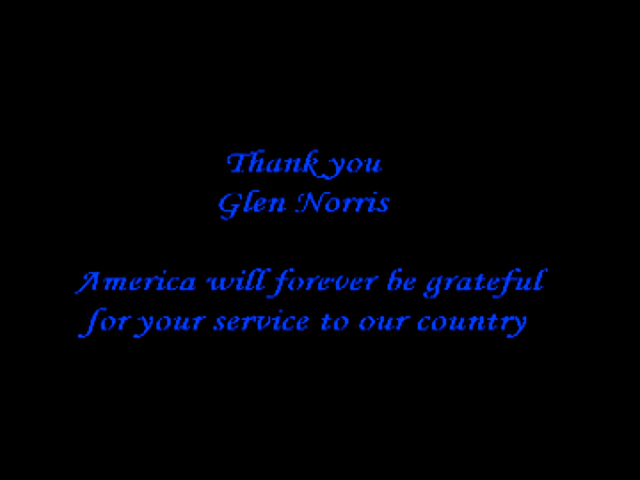 Thank you
Glen Norris
America will forever be grateful
for your service to our country